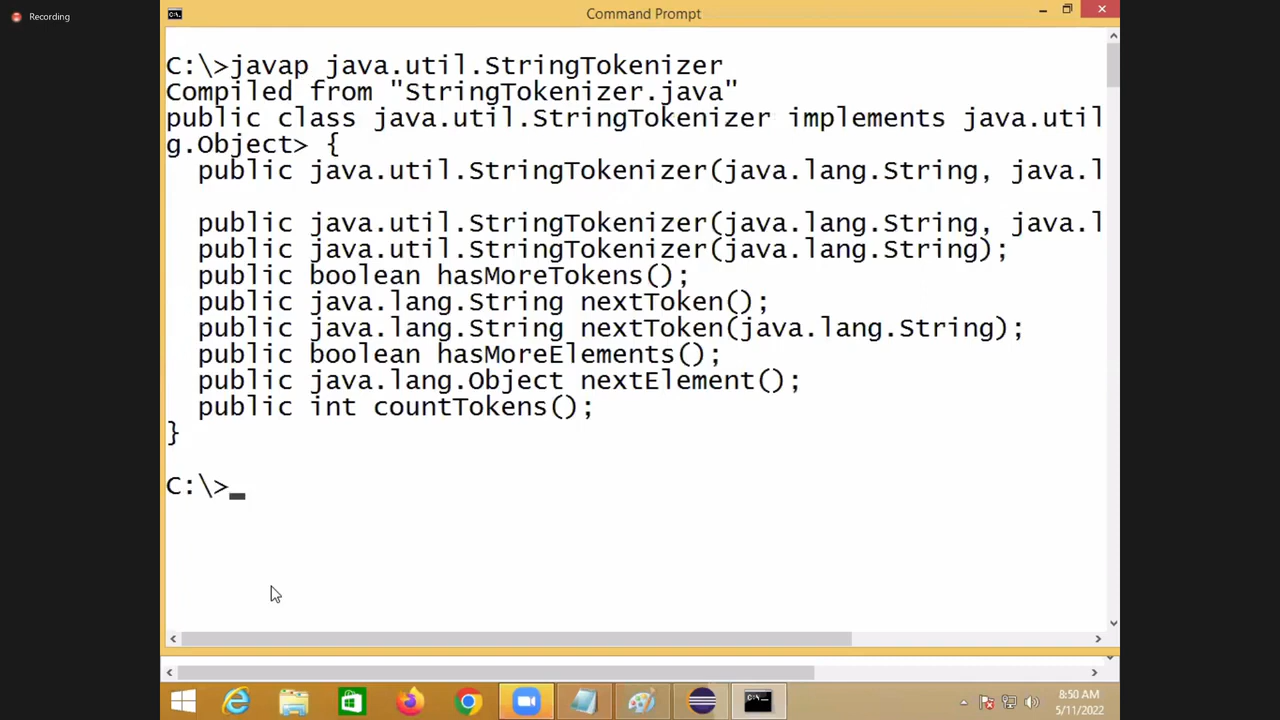 Recording
Command Prompt
C:\>javap java.util.StringTokenizer
Compiled from "StringTokenizer.java"
public class java.util.StringTokenizer implements java.util
g.Object> {
  public java.util.StringTokenizer(java.lang.String, java.l
  public java.util.StringTokenizer(java.lang.String, java.l
  public java.util.StringTokenizer(java.lang.String);
  public boolean hasMoreTokens();
  public java.lang.String nextToken();
  public java.lang.String nextToken(java.lang.String);
  public boolean hasMoreElements();
  public java.lang.Object nextElement();
  public int countTokens();
}
C:\>_
8:50 AM
5/11/2022